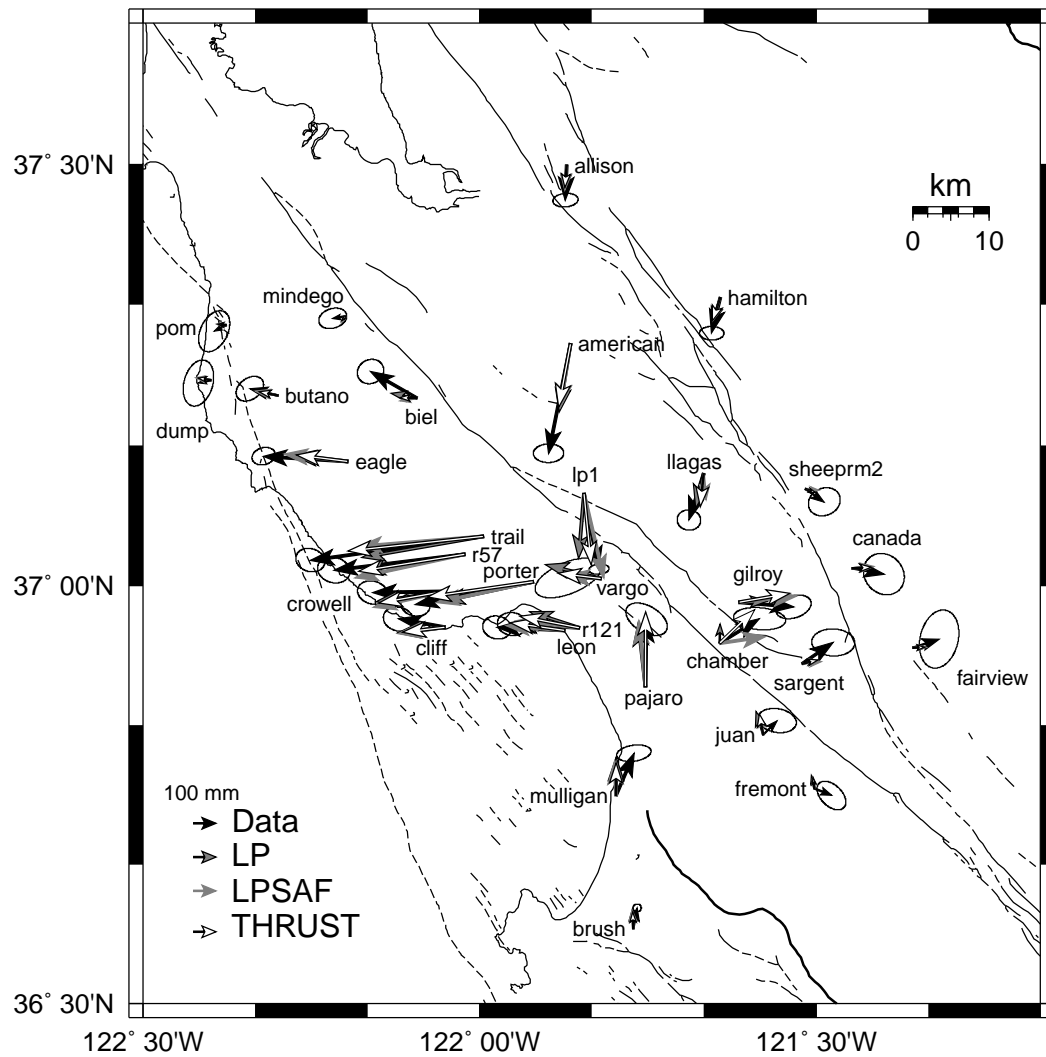 allison
37° 30'N
km
0 10
hamilton
mindego
pom
american
butano
biel
dump
eagle
lp1
llagas
sheeprm2
trail
canada
r57
porter
37° 00'N
gilroy
vargo
crowell
r121
cliff
leon
chamber
sargent
fairview
pajaro
juan
mulligan
fremont
100 mm
Data
LP
LPSAF
THRUST
brush
36° 30'N
122° 30'W
122° 00'W
121° 30'W